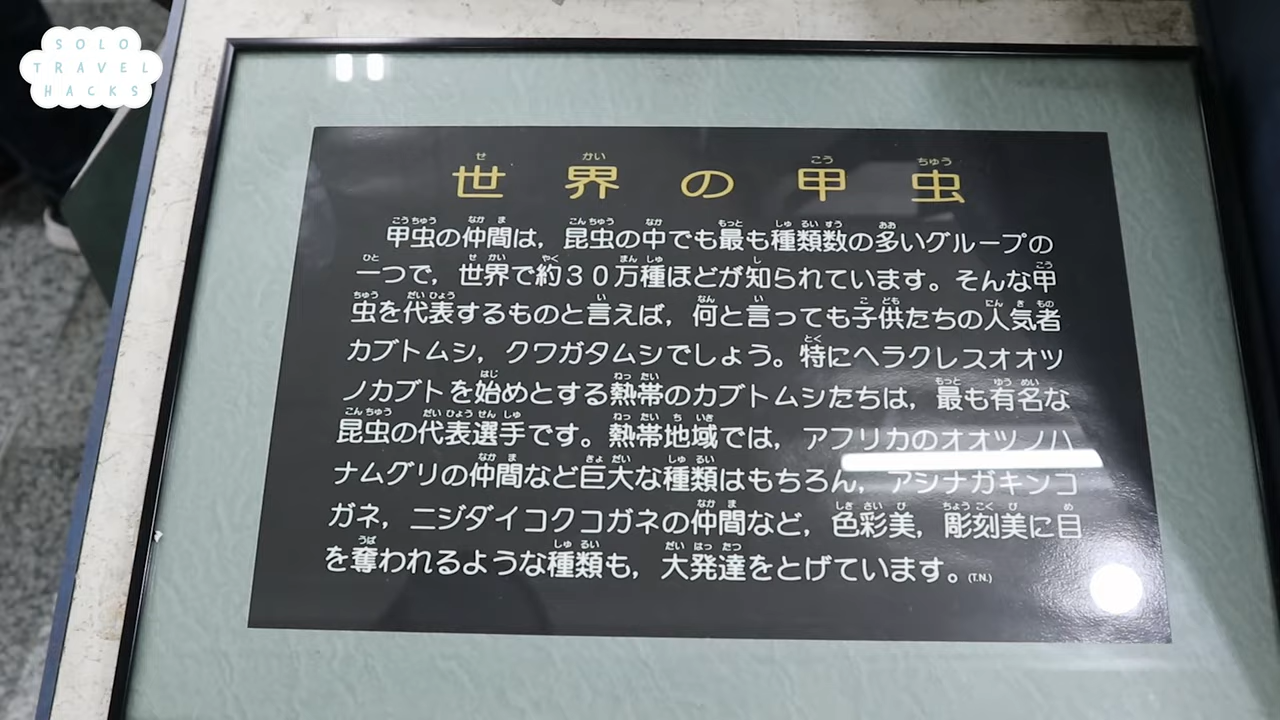 SOLO
TRAVEL
HACKS
世界の甲虫
甲虫の仲間は，昆虫の中でも最も種類数の多いグループの
一つで，世界で約３０万種ほどが知られています。そんな甲
虫を代表するものと言えば，何と言っても子供たちの人気者
カブトムシ，クワガタムシでしょう。特にヘラクレスオオツ
ノカブトを始めとする熱帯のカブトムシたちは，最も有名な
昆虫の代表選手です。熱帯地域では，アフリカのオオツノハ
ナムグリの仲間など巨大な種類はもちろん，アシナガキンコ
ガネ，ニジダイコクコガネの仲間など，色彩美，彫刻美に目
を奪われるような種類も，大発達をとげています。(T.N.)